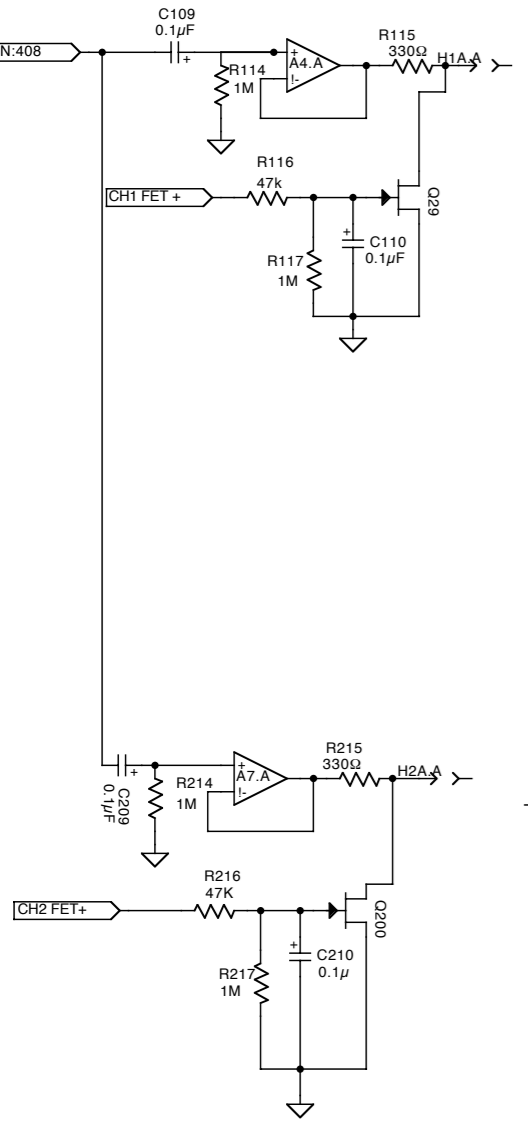 C109
0.1µF
N:408
+
R114
1M
+
A4.A
!-
R115
330Ω
H1A.A
R116
47k
CH1 FET +
Q29
+
C110
0.1µF
R117
1M
+
C209
0.1µF
R214
1M
+
A7.A
!-
R215
330Ω
H2A.A
R216
47K
CH2 FET+
Q200
+
C210
0.1µ
R217
1M